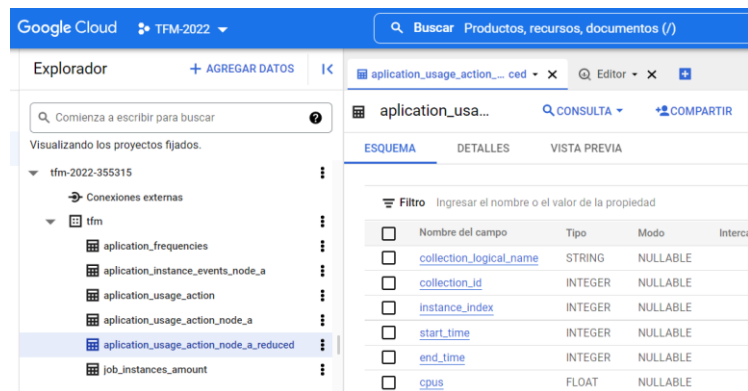 Google Cloud TFM-2022 Buscar Productos, recursos, documentos (/)
Explorador + AGREGAR DATOS
Comienza a escribir para buscar
Visualizando los proyectos fijados.
tfm-2022-355315
Conexiones externas
tfm
aplication_frequencies
aplication_instance_events_node_a
aplication_usage_action
aplication_usage_action_node_a
aplication_usage_action_node_a_reduced
job_instances_amount
aplication_usage_action_... ced Editor
aplication_usa... CONSULTA COMPARTIR
ESQUEMA DETALLES VISTA PREVIA
Filtro Ingresar el nombre o el valor de la propiedad
Nombre del campo Tipo Modo Interca
collection_logical_name STRING NULLABLE
collection_id INTEGER NULLABLE
instance_index INTEGER NULLABLE
start_time INTEGER NULLABLE
end_time INTEGER NULLABLE
cpus FLOAT NULLABLE